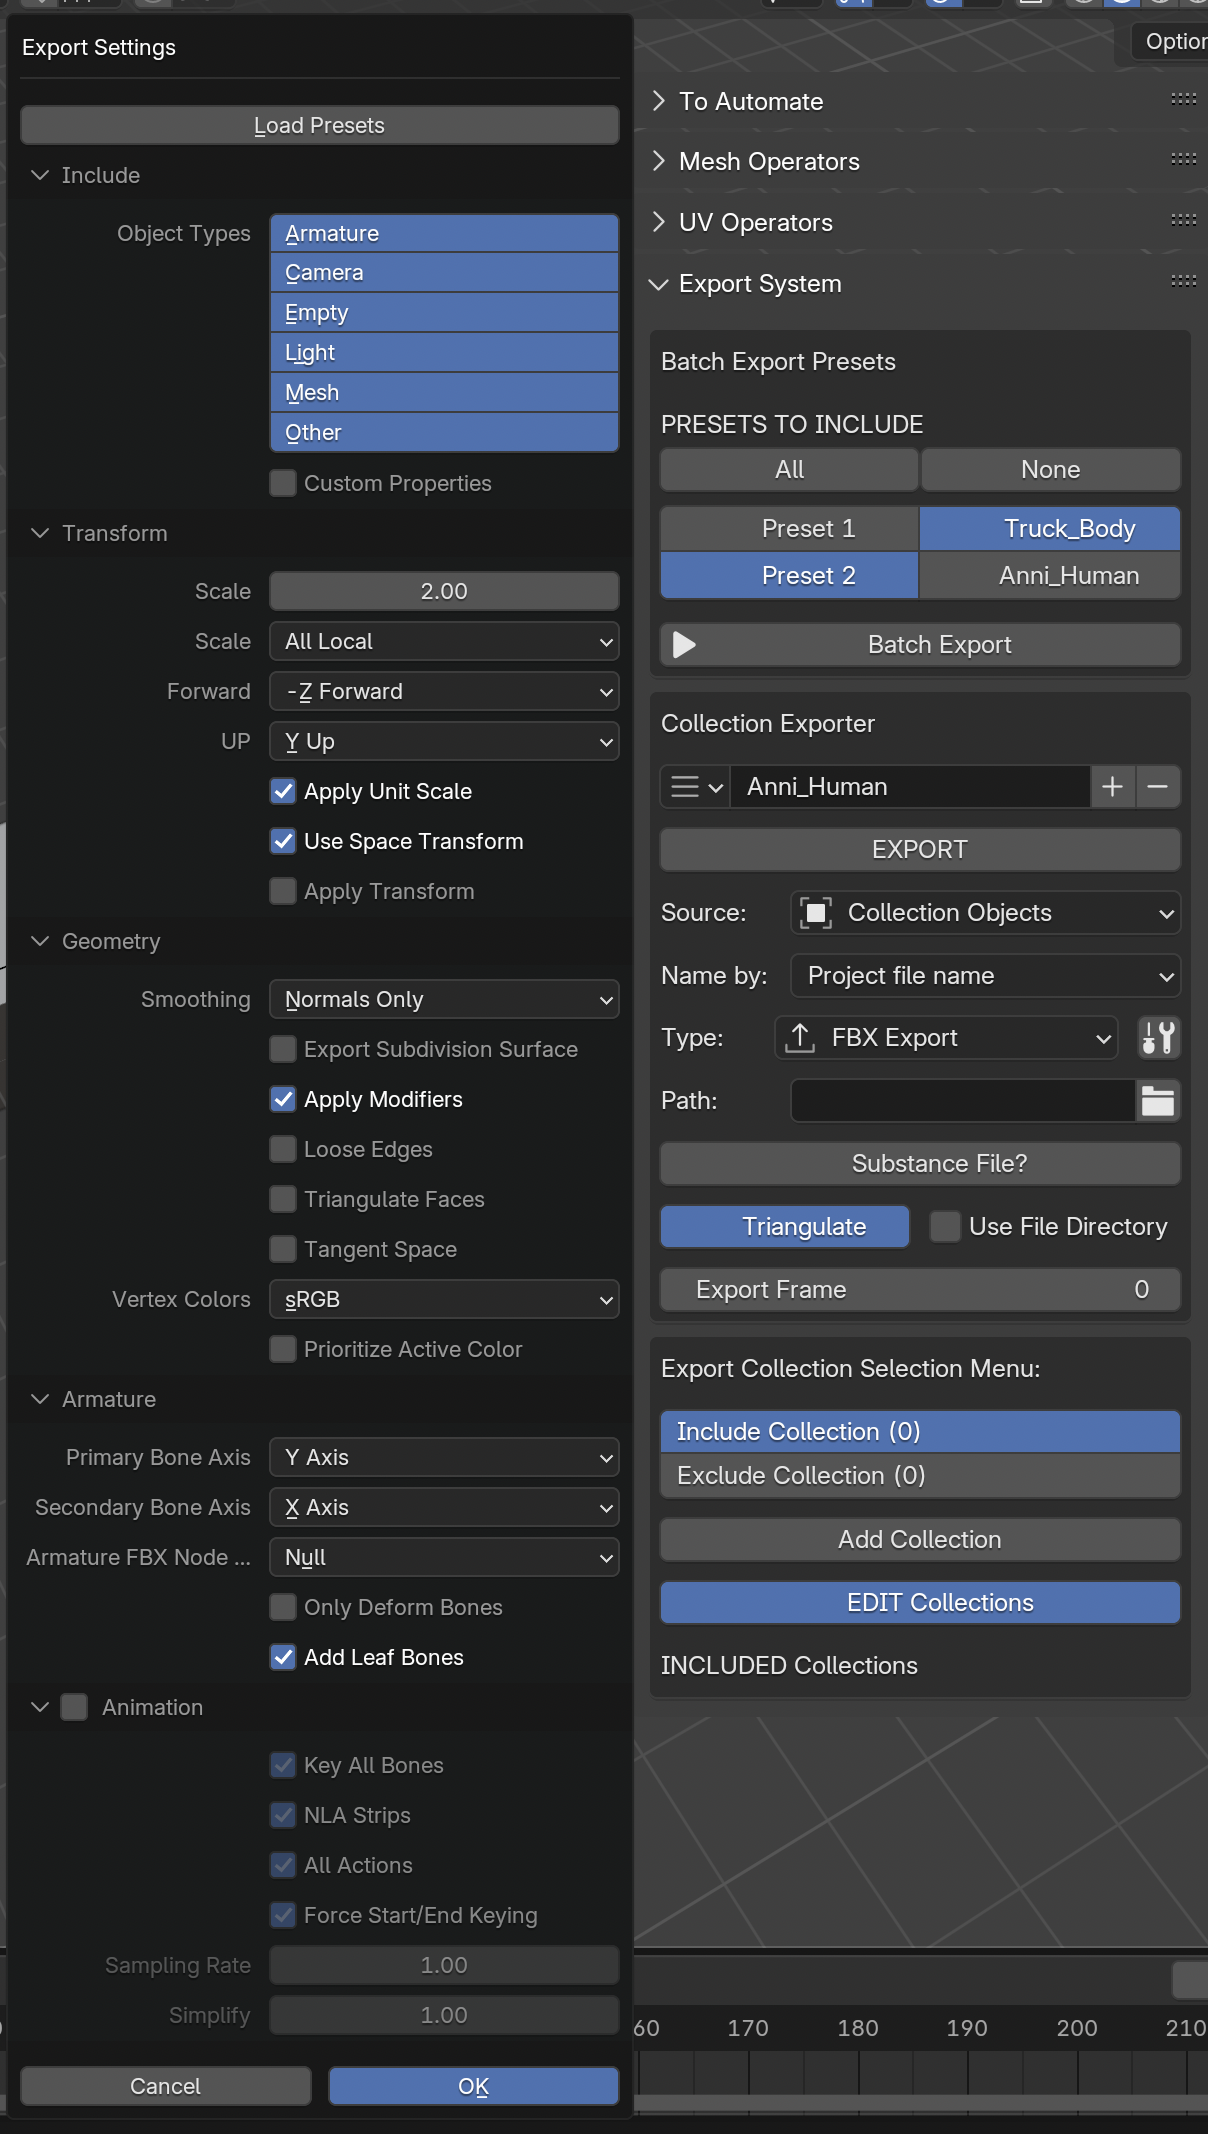 Export Settings
Load Presets
Include
Object Types
Armature
Camera
Empty
Light
Mesh
Other
Custom Properties
Transform
Scale 2.00
Scale All Local
Forward -Z Forward
UP Y Up
Apply Unit Scale
Use Space Transform
Apply Transform
Geometry
Smoothing Normals Only
Export Subdivision Surface
Apply Modifiers
Loose Edges
Triangulate Faces
Tangent Space
Vertex Colors sRGB
Prioritize Active Color
Armature
Primary Bone Axis Y Axis
Secondary Bone Axis X Axis
Armature FBX Node ... Null
Only Deform Bones
Add Leaf Bones
Animation
Key All Bones
NLA Strips
All Actions
Force Start/End Keying
Sampling Rate 1.00
Simplify 1.00
Cancel OK
To Automate
Mesh Operators
UV Operators
Export System
Batch Export Presets
PRESETS TO INCLUDE
All None
Preset 1 Truck_Body
Preset 2 Anni_Human
Batch Export
Collection Exporter
Anni_Human
EXPORT
Source: Collection Objects
Name by: Project file name
Type: FBX Export
Path:
Substance File?
Triangulate Use File Directory
Export Frame 0
Export Collection Selection Menu:
Include Collection (0)
Exclude Collection (0)
Add Collection
EDIT Collections
INCLUDED Collections
170 180 190 200 210